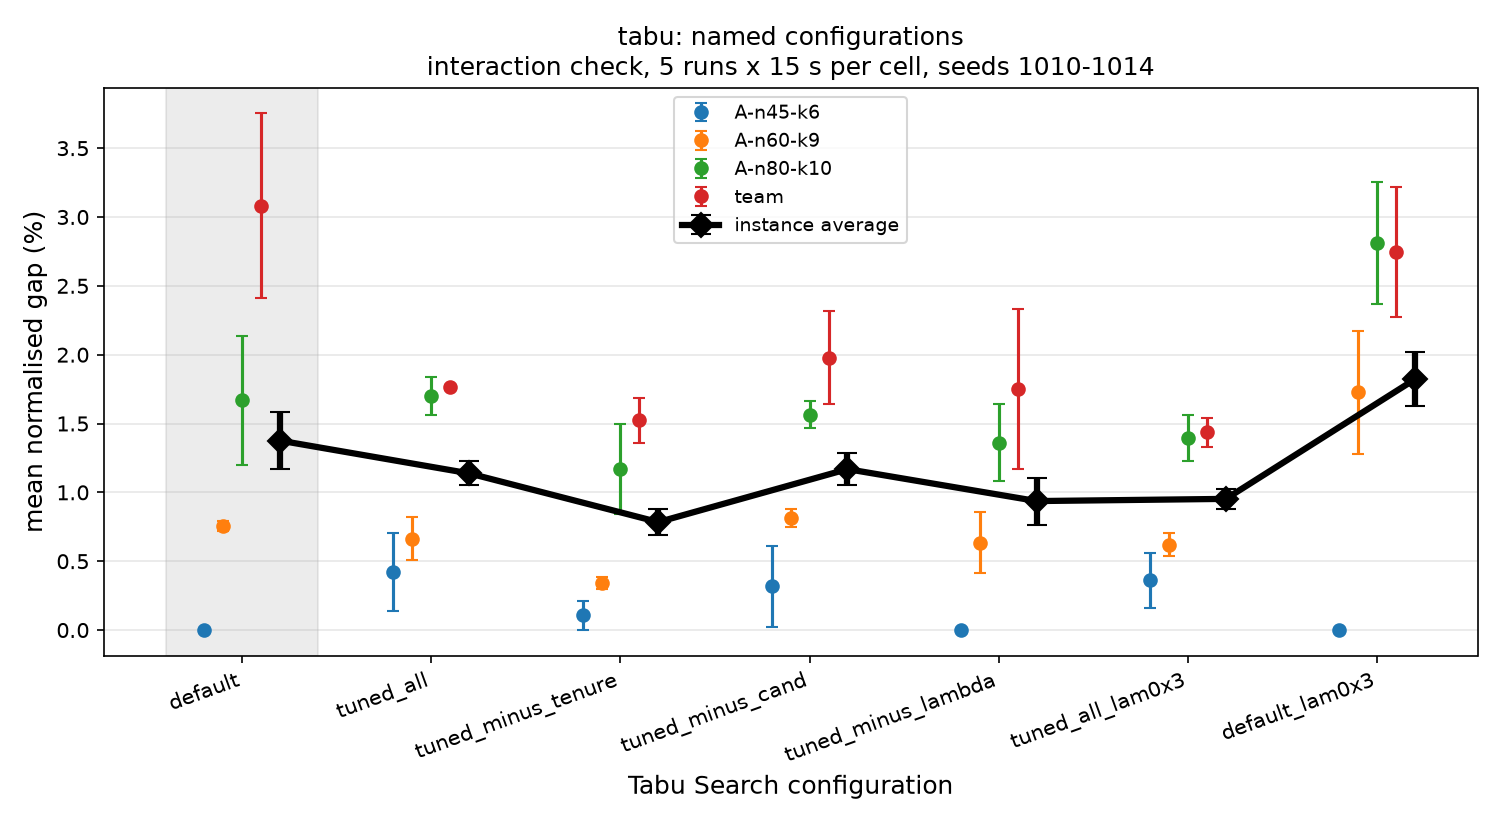 tabu: named configurations
interaction check, 5 runs x 15 s per cell, seeds 1010-1014
A-n45-k6
A-n60-k9
A-n80-k10
team
instance average
mean normalised gap (%)
3.5
3.0
2.5
2.0
1.5
1.0
0.5
0.0
default
tuned_all
tuned_minus_tenure
tuned_minus_cand
tuned_minus_lambda
tuned_all_lam0x3
default_lam0x3
Tabu Search configuration